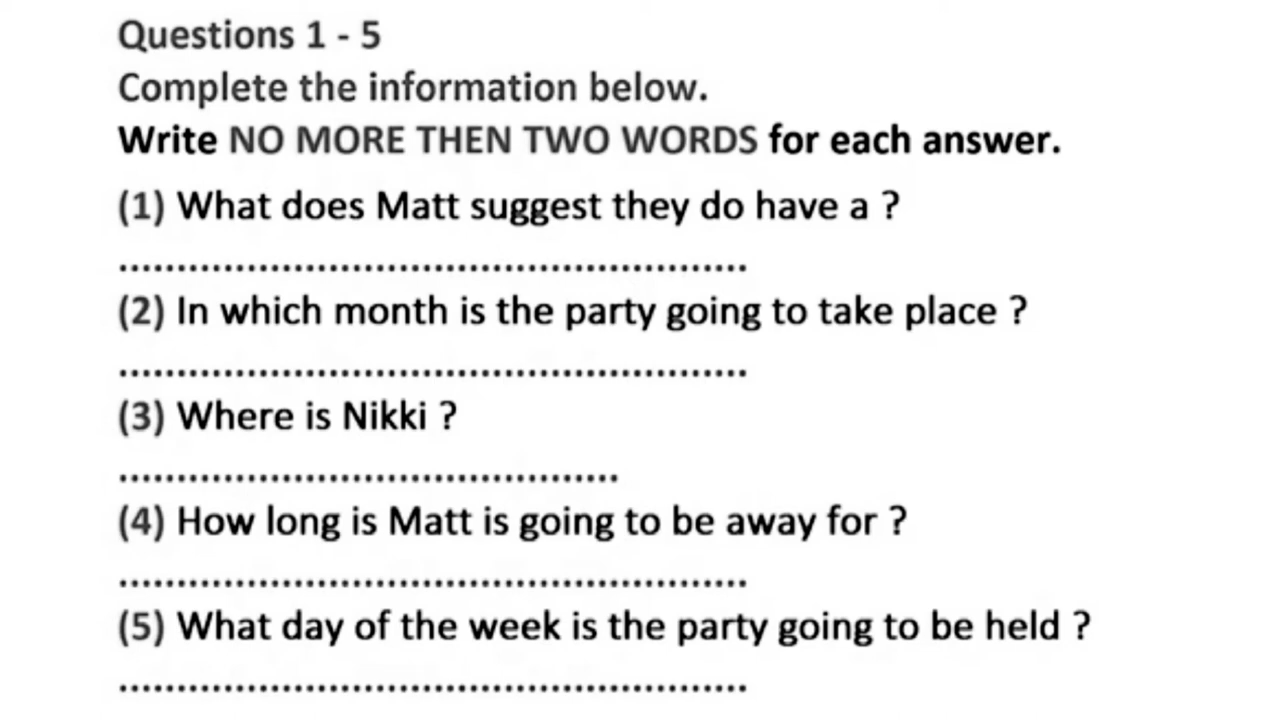 Questions 1 - 5
Complete the information below.
Write NO MORE THEN TWO WORDS for each answer.
(1) What does Matt suggest they do have a ?
......................................................
(2) In which month is the party going to take place ?
......................................................
(3) Where is Nikki ?
...........................................
(4) How long is Matt is going to be away for ?
......................................................
(5) What day of the week is the party going to be held ?
......................................................